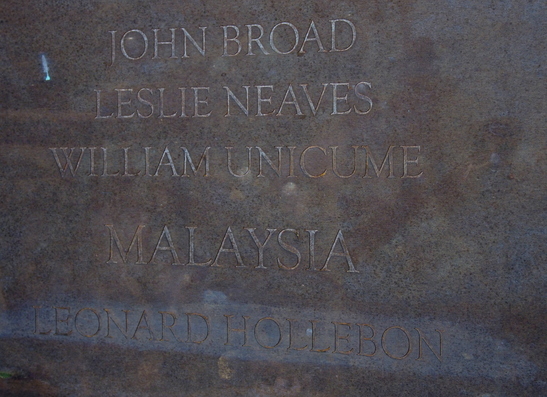 JOHN BROAD
LESLIE NEAVES
WILLIAM UNICUME
MALAYSIA
LEONARD HOLLEBON